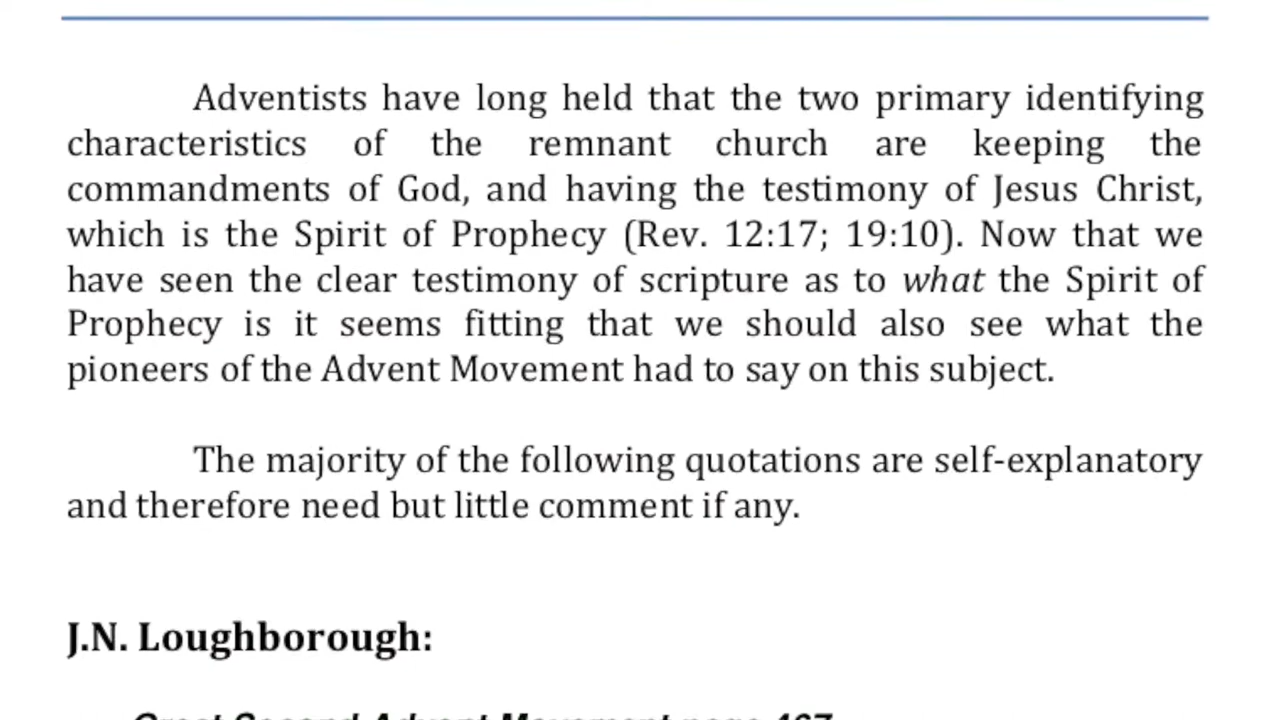 Adventists have long held that the two primary identifying
characteristics of the remnant church are keeping the
commandments of God, and having the testimony of Jesus Christ,
which is the Spirit of Prophecy (Rev. 12:17; 19:10). Now that we
have seen the clear testimony of scripture as to what the Spirit of
Prophecy is it seems fitting that we should also see what the
pioneers of the Advent Movement had to say on this subject.
The majority of the following quotations are self-explanatory
and therefore need but little comment if any.
J.N. Loughborough:
Great Second Advent Movement page